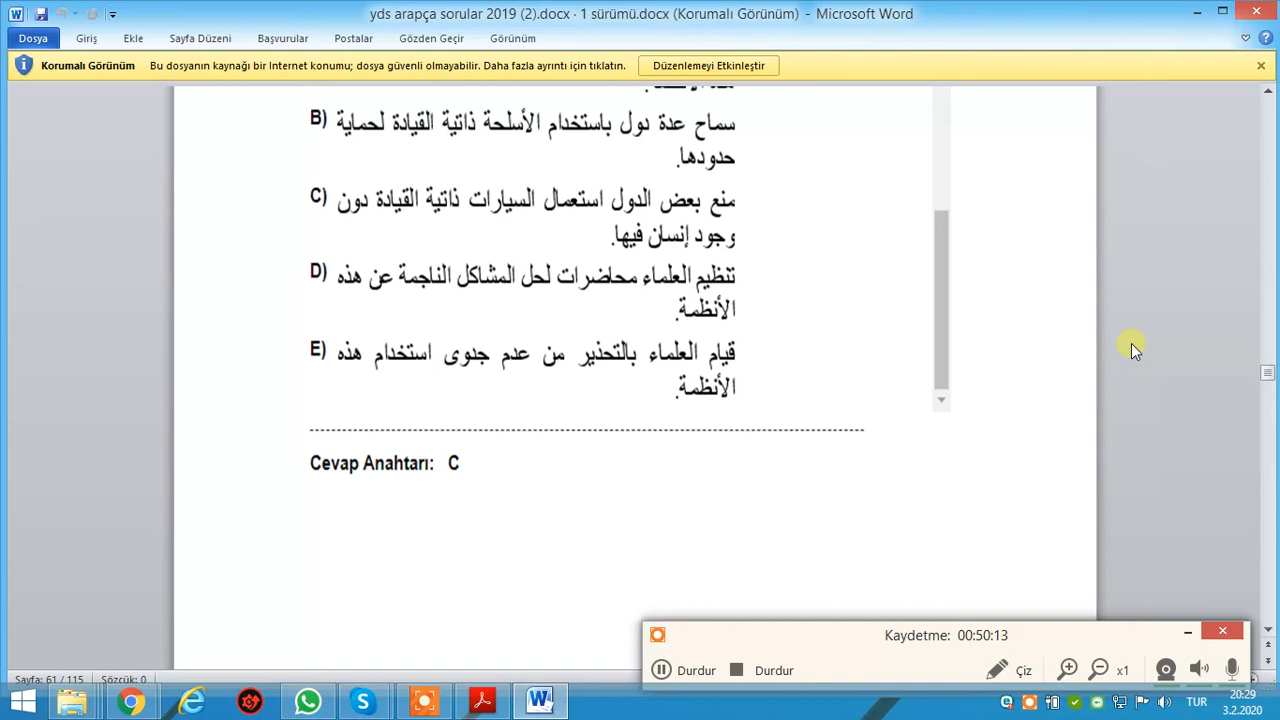 yds arapça sorular 2019 (2).docx · 1 sürümü.docx (Korumalı Görünüm) - Microsoft Word
Dosya Giriş Ekle Sayfa Düzeni Başvurular Postalar Gözden Geçir Görünüm
Korumalı Görünüm Bu dosyanın kaynağı bir Internet konumu; dosya güvenli olmayabilir. Daha fazla ayrıntı için tıklatın. Düzenlemeyi Etkinleştir
B) سماح عدة دول باستخدام الأسلحة ذاتية القيادة لحماية
حدودها.
C) منع بعض الدول استعمال السيارات ذاتية القيادة دون
وجود إنسان فيها.
D) تنظيم العلماء محاضرات لحل المشاكل الناجمة عن هذه
الأنظمة.
E) قيام العلماء بالتحذير من عدم جدوى استخدام هذه
الأنظمة.
Cevap Anahtarı: C
Kaydetme: 00:50:13
Durdur Durdur Çiz x1
Sayfa: 61 / 115 Sözcük: 0
TUR
20:29
3.2.2020